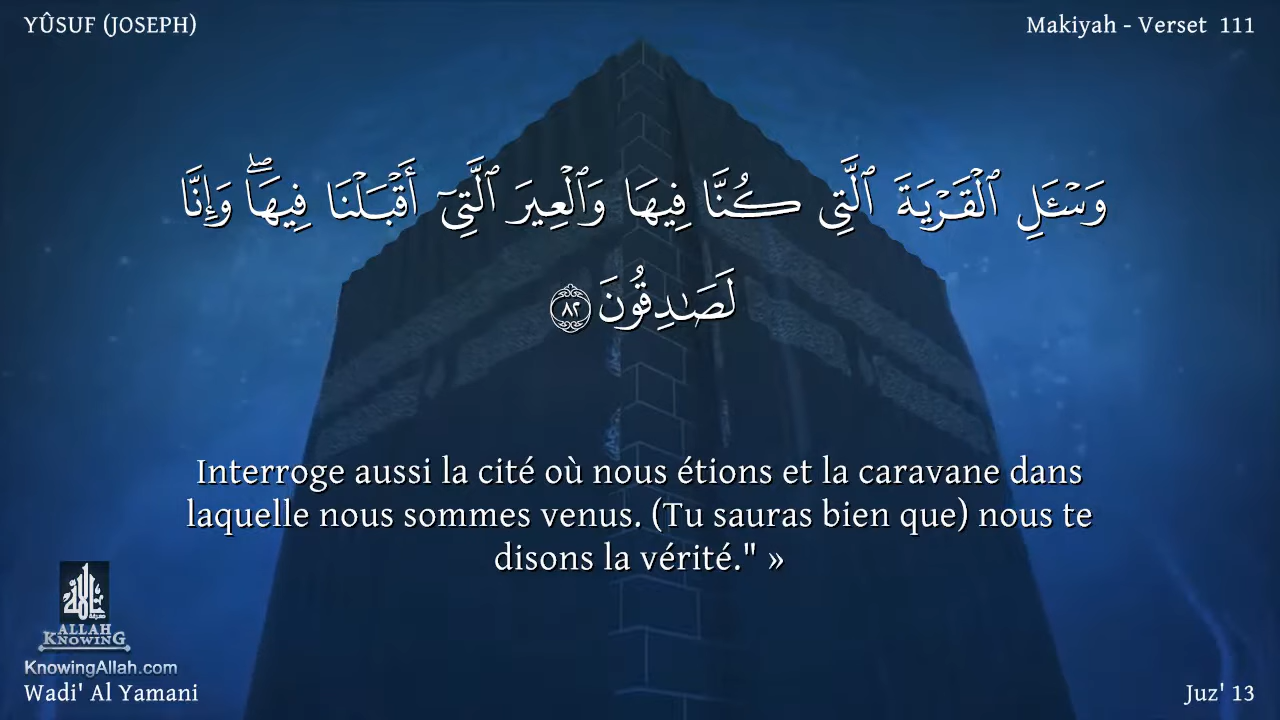 YÛSUF (JOSEPH)
Makiyah - Verset 111
وَسْـَٔلِ ٱلْقَرْيَةَ ٱلَّتِى كُنَّا فِيهَا وَٱلْعِيرَ ٱلَّتِىٓ أَقْبَلْنَا فِيهَا ۖ وَإِنَّا
لَصَـٰدِقُونَ ٨٢
Interroge aussi la cité où nous étions et la caravane dans
laquelle nous sommes venus. (Tu sauras bien que) nous te
disons la vérité." »
ALLAH
KNOWING
KnowingAllah.com
Wadi' Al Yamani
Juz' 13